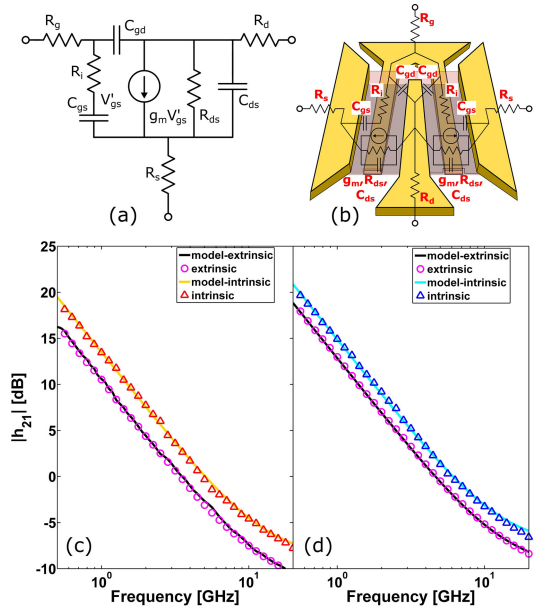 R_g
C_gd
R_d
R_i
C_gs
V'_gs
g_mV'_gs
R_ds
C_ds
R_s
(a)
R_g
C_gd
C_gd
R_i
R_i
R_s
C_gs
C_gs
R_s
g_m, R_ds,
C_ds
g_m, R_ds,
C_ds
R_d
(b)
25
20
15
10
5
0
-5
-10
|h_21| [dB]
model-extrinsic
extrinsic
model-intrinsic
intrinsic
(c)
10^0
10^1
Frequency [GHz]
model-extrinsic
extrinsic
model-intrinsic
intrinsic
(d)
10^0
10^1
Frequency [GHz]